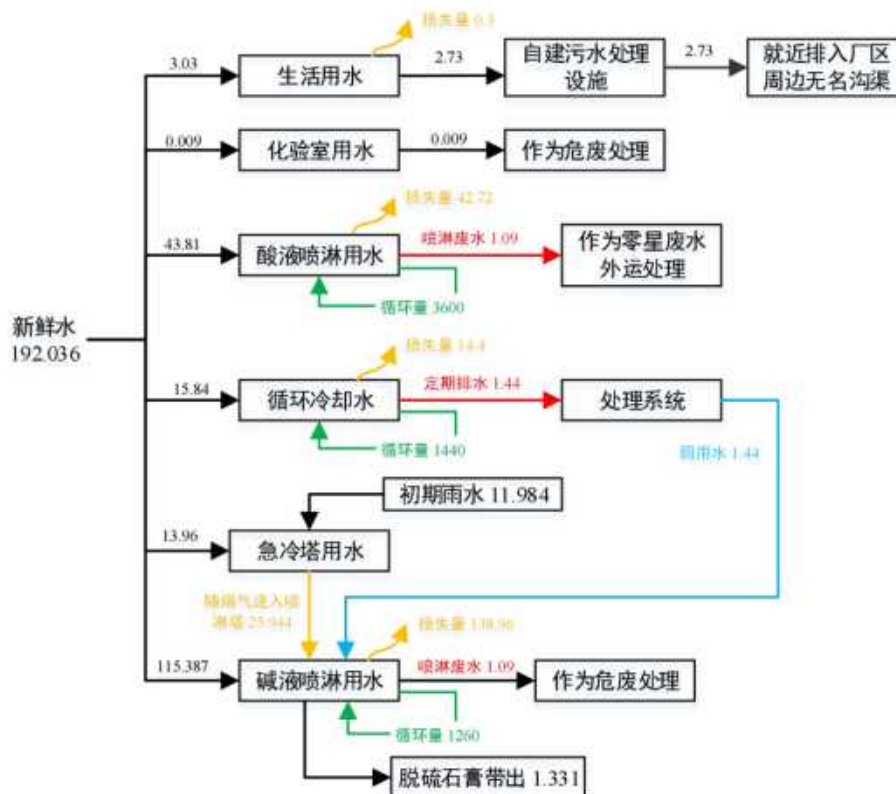 损失量 0.3
3.03
生活用水
2.73
自建污水处理
设施
2.73
就近排入厂区
周边无名沟渠
0.009
化验室用水
0.009
作为危废处理
损失量 42.72
43.81
酸液喷淋用水
喷淋废水 1.09
作为零星废水
外运处理
循环量 3600
新鲜水
192.036
损失量 14.4
15.84
循环冷却水
定期排水 1.44
处理系统
循环量 1440
回用水 1.44
初期雨水 11.984
13.96
急冷塔用水
随烟气进入喷
淋塔 25.944
损失量 138.96
115.387
碱液喷淋用水
喷淋废水 1.09
作为危废处理
循环量 1260
脱硫石膏带出 1.331